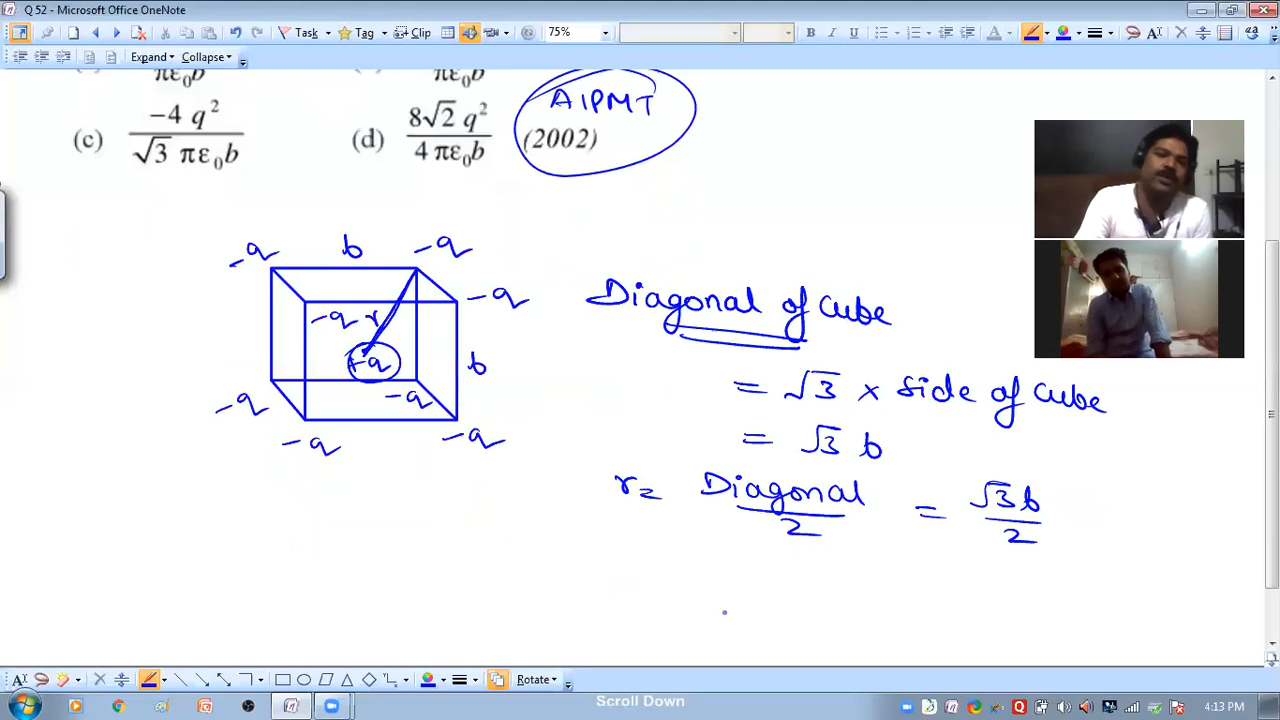 Q 52 - Microsoft Office OneNote
Task
Tag
Clip
75%
Expand
Collapse
πε₀b
πε₀b
(c) −4 q² / √3 πε₀b
(d) 8√2 q² / 4 πε₀b
AIPMT
(2002)
-q b -q
-q
-q r
+q
b
-q
-q
-q
-q
Diagonal of cube
= √3 × side of cube
= √3 b
r = Diagonal / 2 = √3b / 2
Rotate
Scroll Down
4:13 PM